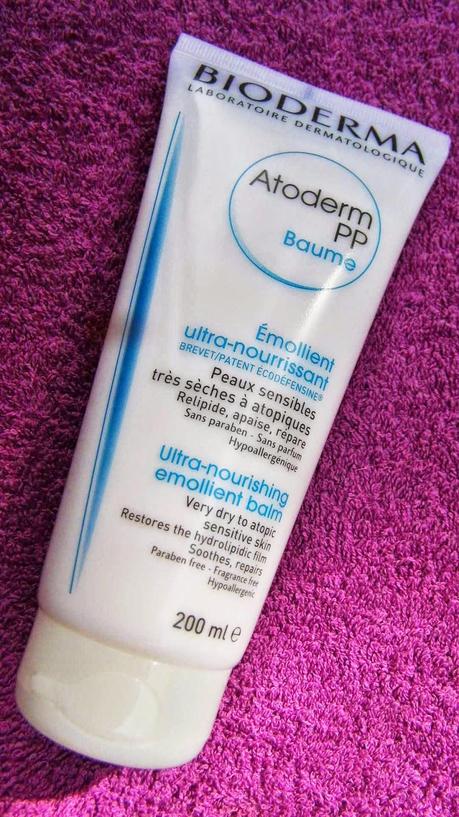 BIODERMA
LABORATOIRE DERMATOLOGIQUE
Atoderm
PP
Baume
Émollient
ultra-nourrissant
BREVET/PATENT ECODÉFENSINE®
Peaux sensibles
très sèches à atopiques
Relipide, apaise, répare
Sans paraben - Sans parfum
Hypoallergénique
Ultra-nourishing
emollient balm
Very dry to atopic
sensitive skin
Restores the hydrolipidic film
Soothes, repairs
Paraben free - Fragrance free
Hypoallergenic
200 ml ℮